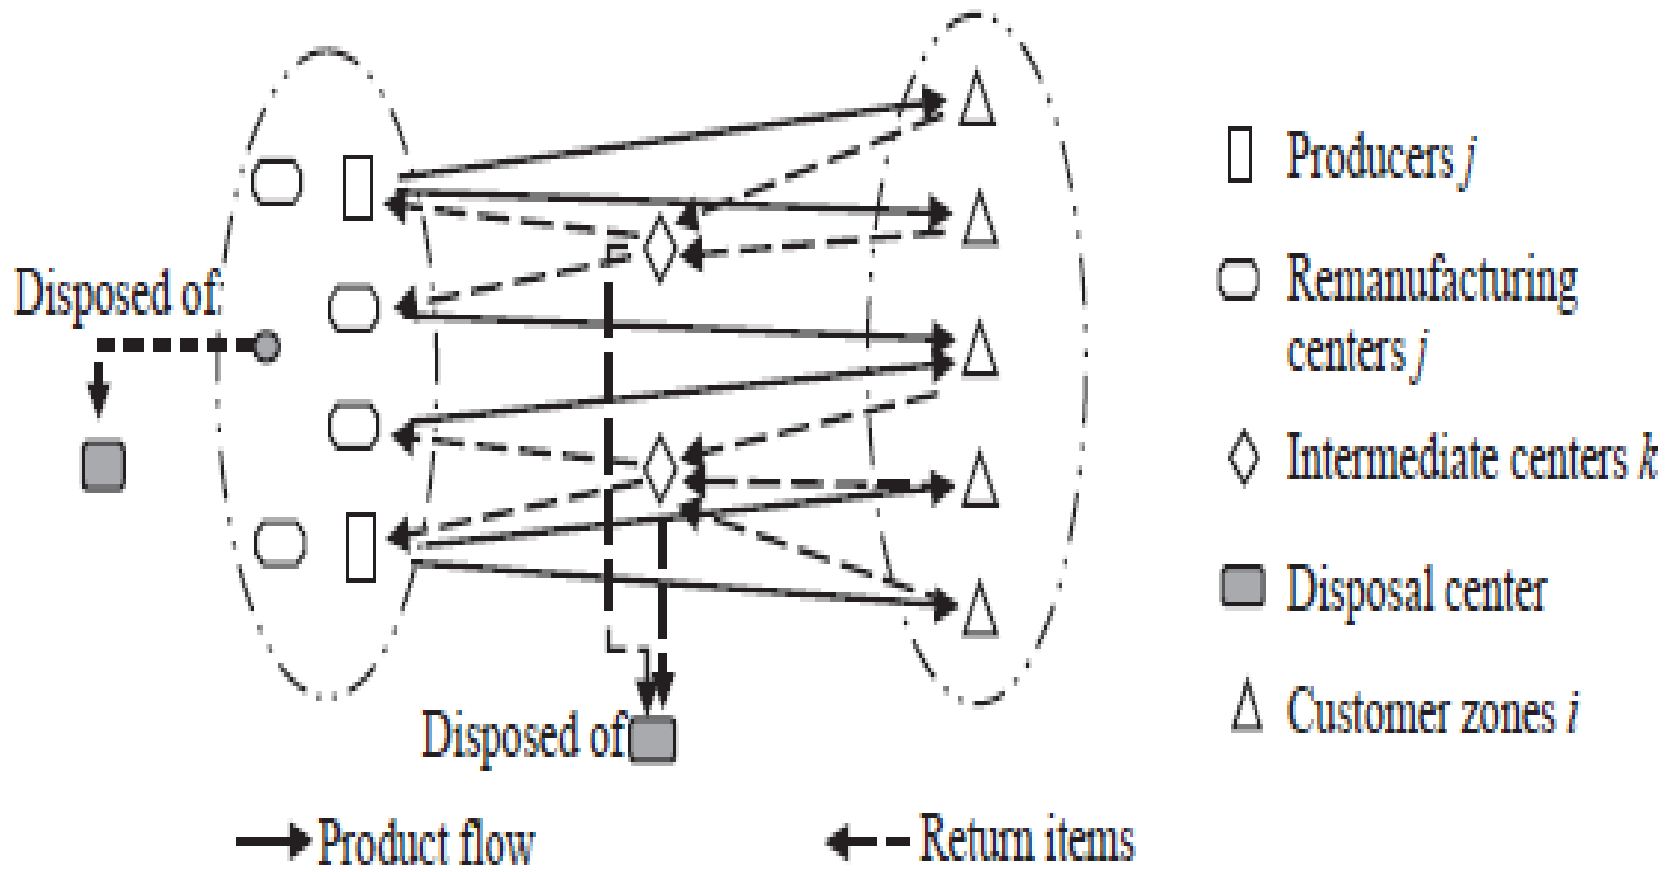 Producers j
Disposed of
Remanufacturing
centers j
Intermediate centers k
Disposal center
Disposed of
Customer zones i
Product flow
Return items